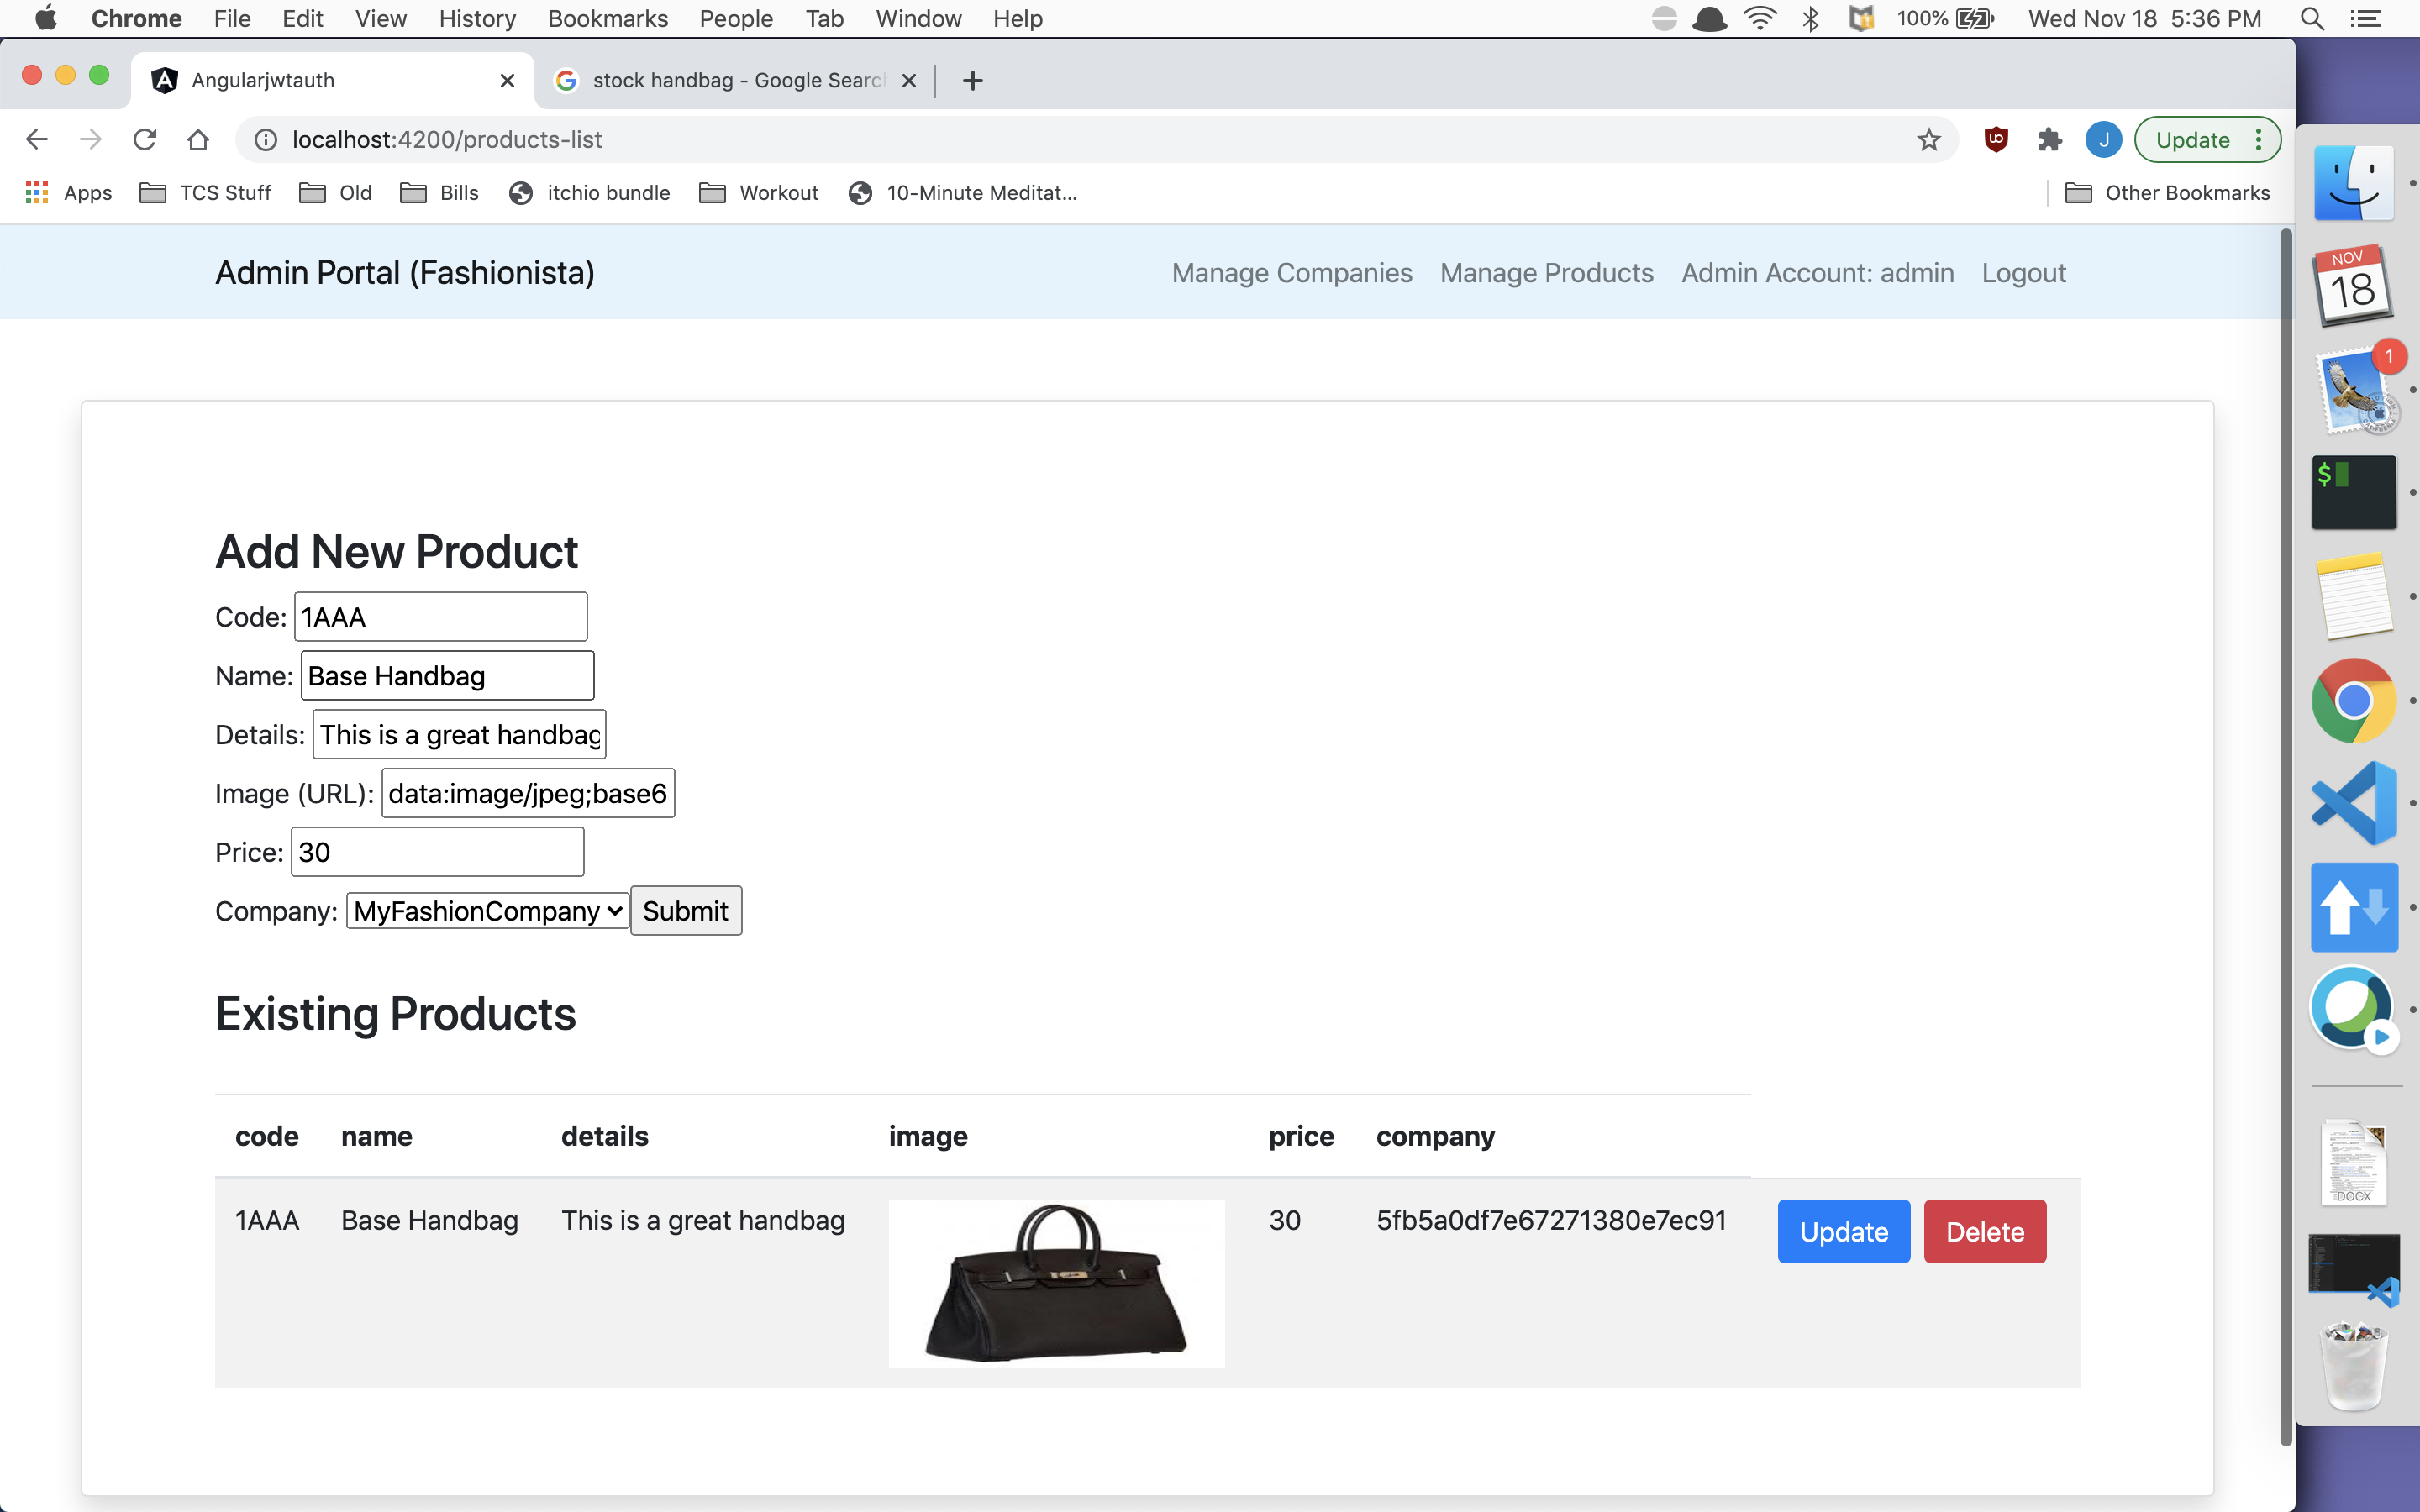 Chrome File Edit View History Bookmarks People Tab Window Help 100% Wed Nov 18 5:36 PM
Angularjwtauth stock handbag - Google Search
localhost:4200/products-list J Update
Apps TCS Stuff Old Bills itchio bundle Workout 10-Minute Meditat... Other Bookmarks
Admin Portal (Fashionista) Manage Companies Manage Products Admin Account: admin Logout
NOV
18
1
$
Add New Product
Code: 1AAA
Name: Base Handbag
Details: This is a great handbag
Image (URL): data:image/jpeg;base6
Price: 30
Company: MyFashionCompany Submit
Existing Products
code name details image price company
1AAA Base Handbag This is a great handbag 30 5fb5a0df7e67271380e7ec91 Update Delete
DOCX